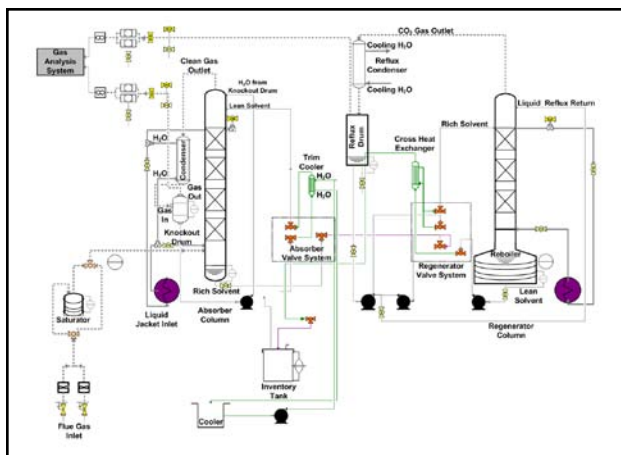 CO2 Gas Outlet
Gas
Analysis
System
Clean Gas
Outlet
H2O from
Knockout Drum
Lean Solvent
Cooling H2O
Reflux
Condenser
Cooling H2O
Liquid Reflux Return
Rich Solvent
Reflux
Drum
Cross Heat
Exchanger
Trim
Cooler
H2O
H2O
H2O
H2O
Condenser
Gas
Out
Gas
In
Knockout
Drum
Absorber
Valve System
Regenerator
Valve System
Reboiler
Lean
Solvent
Rich Solvent
Absorber
Column
Liquid
Jacket Inlet
Saturator
Regenerator
Column
Inventory
Tank
Cooler
Flue Gas
Inlet